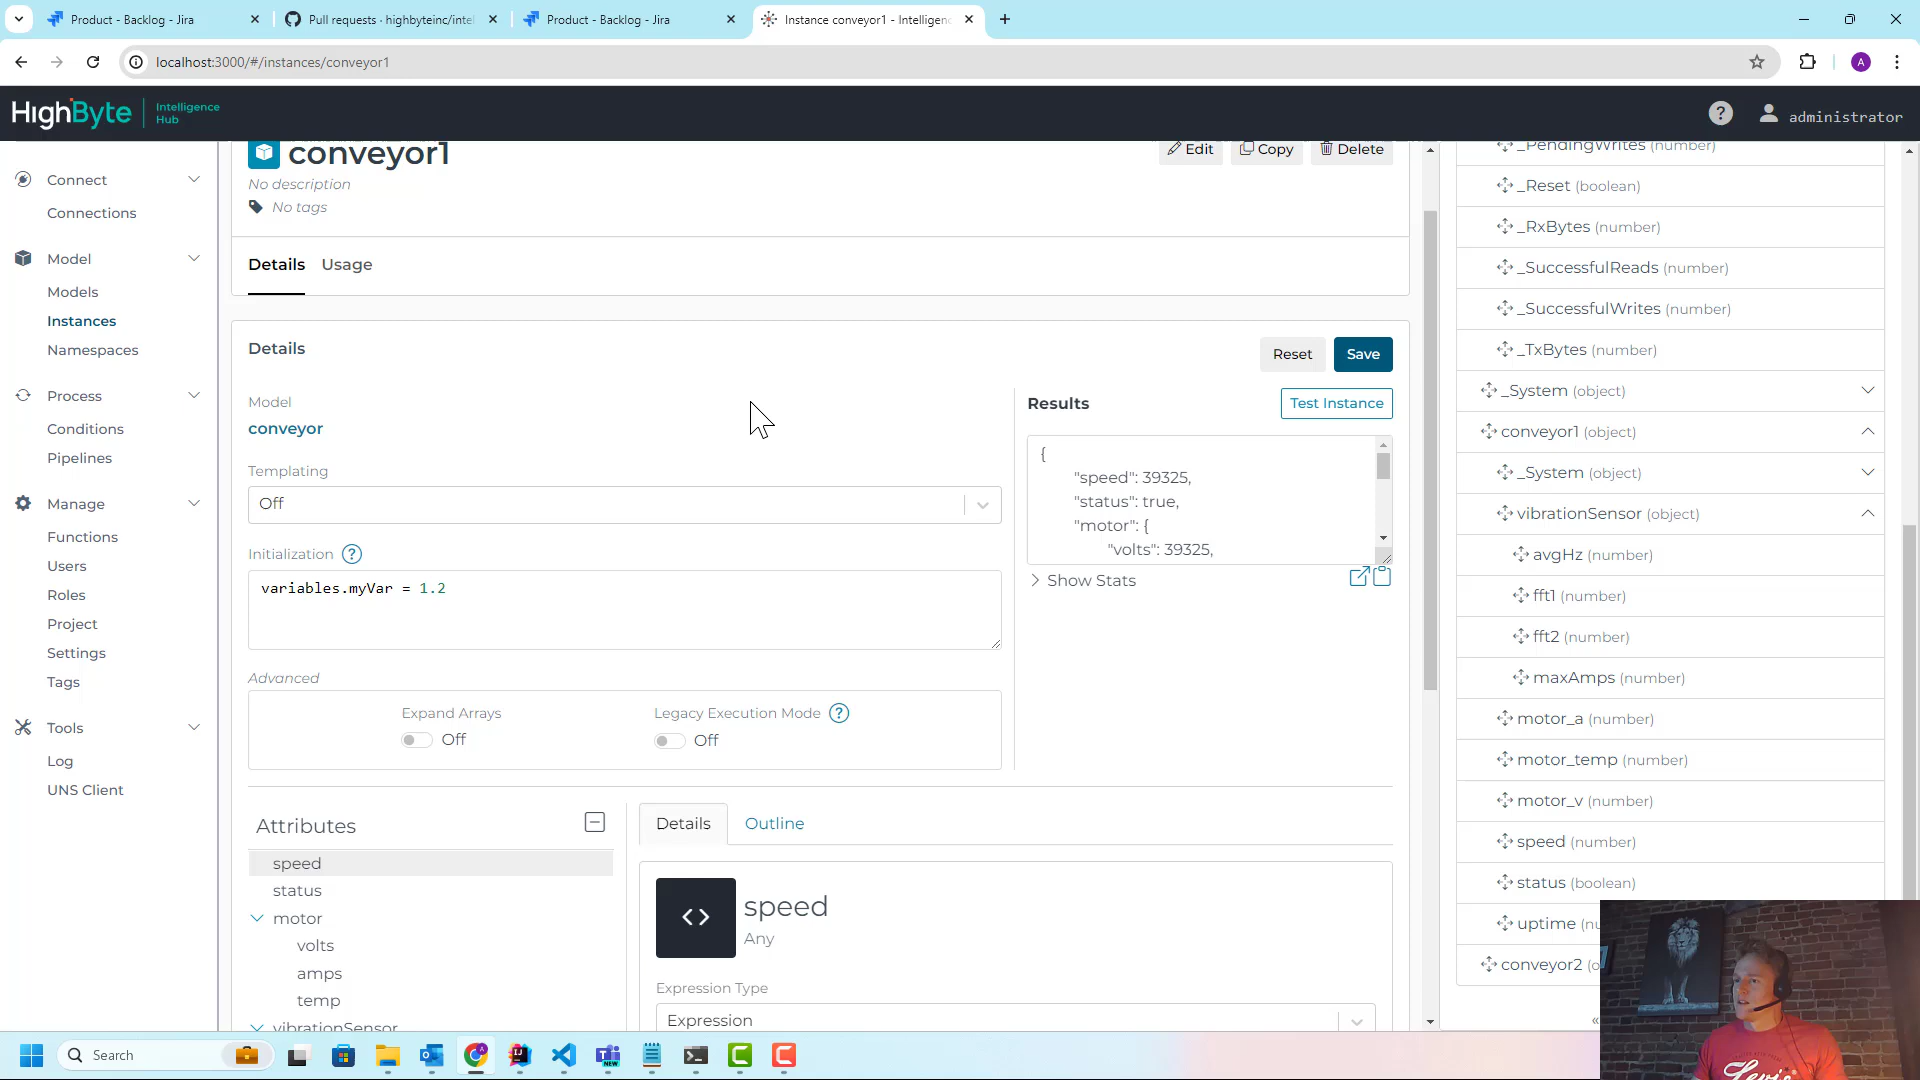 Product - Backlog - Jira
Pull requests · highbyteinc/inte
Product - Backlog - Jira
Instance conveyor1 - Intelligenc
localhost:3000/#/instances/conveyor1
A
HighByte
Intelligence
Hub
? administrator
Connect
Connections
Model
Models
Instances
Namespaces
Process
Conditions
Pipelines
Manage
Functions
Users
Roles
Project
Settings
Tags
Tools
Log
UNS Client
conveyor1
Edit
Copy
Delete
No description
No tags
Details
Usage
Details
Reset
Save
Model
conveyor
Templating
Off
Initialization ?
variables.myVar = 1.2
Advanced
Expand Arrays
Off
Legacy Execution Mode ?
Off
Results
Test Instance
{
"speed": 39325,
"status": true,
"motor": {
"volts": 39325,
Show Stats
Attributes
speed
status
motor
volts
amps
temp
vibrationSensor
Details
Outline
<> speed
Any
Expression Type
Expression
_PendingWrites (number)
_Reset (boolean)
_RxBytes (number)
_SuccessfulReads (number)
_SuccessfulWrites (number)
_TxBytes (number)
_System (object)
conveyor1 (object)
_System (object)
vibrationSensor (object)
avgHz (number)
fft1 (number)
fft2 (number)
maxAmps (number)
motor_a (number)
motor_temp (number)
motor_v (number)
speed (number)
status (boolean)
uptime (nu
conveyor2 (o
«
Search
NEW
Levi's